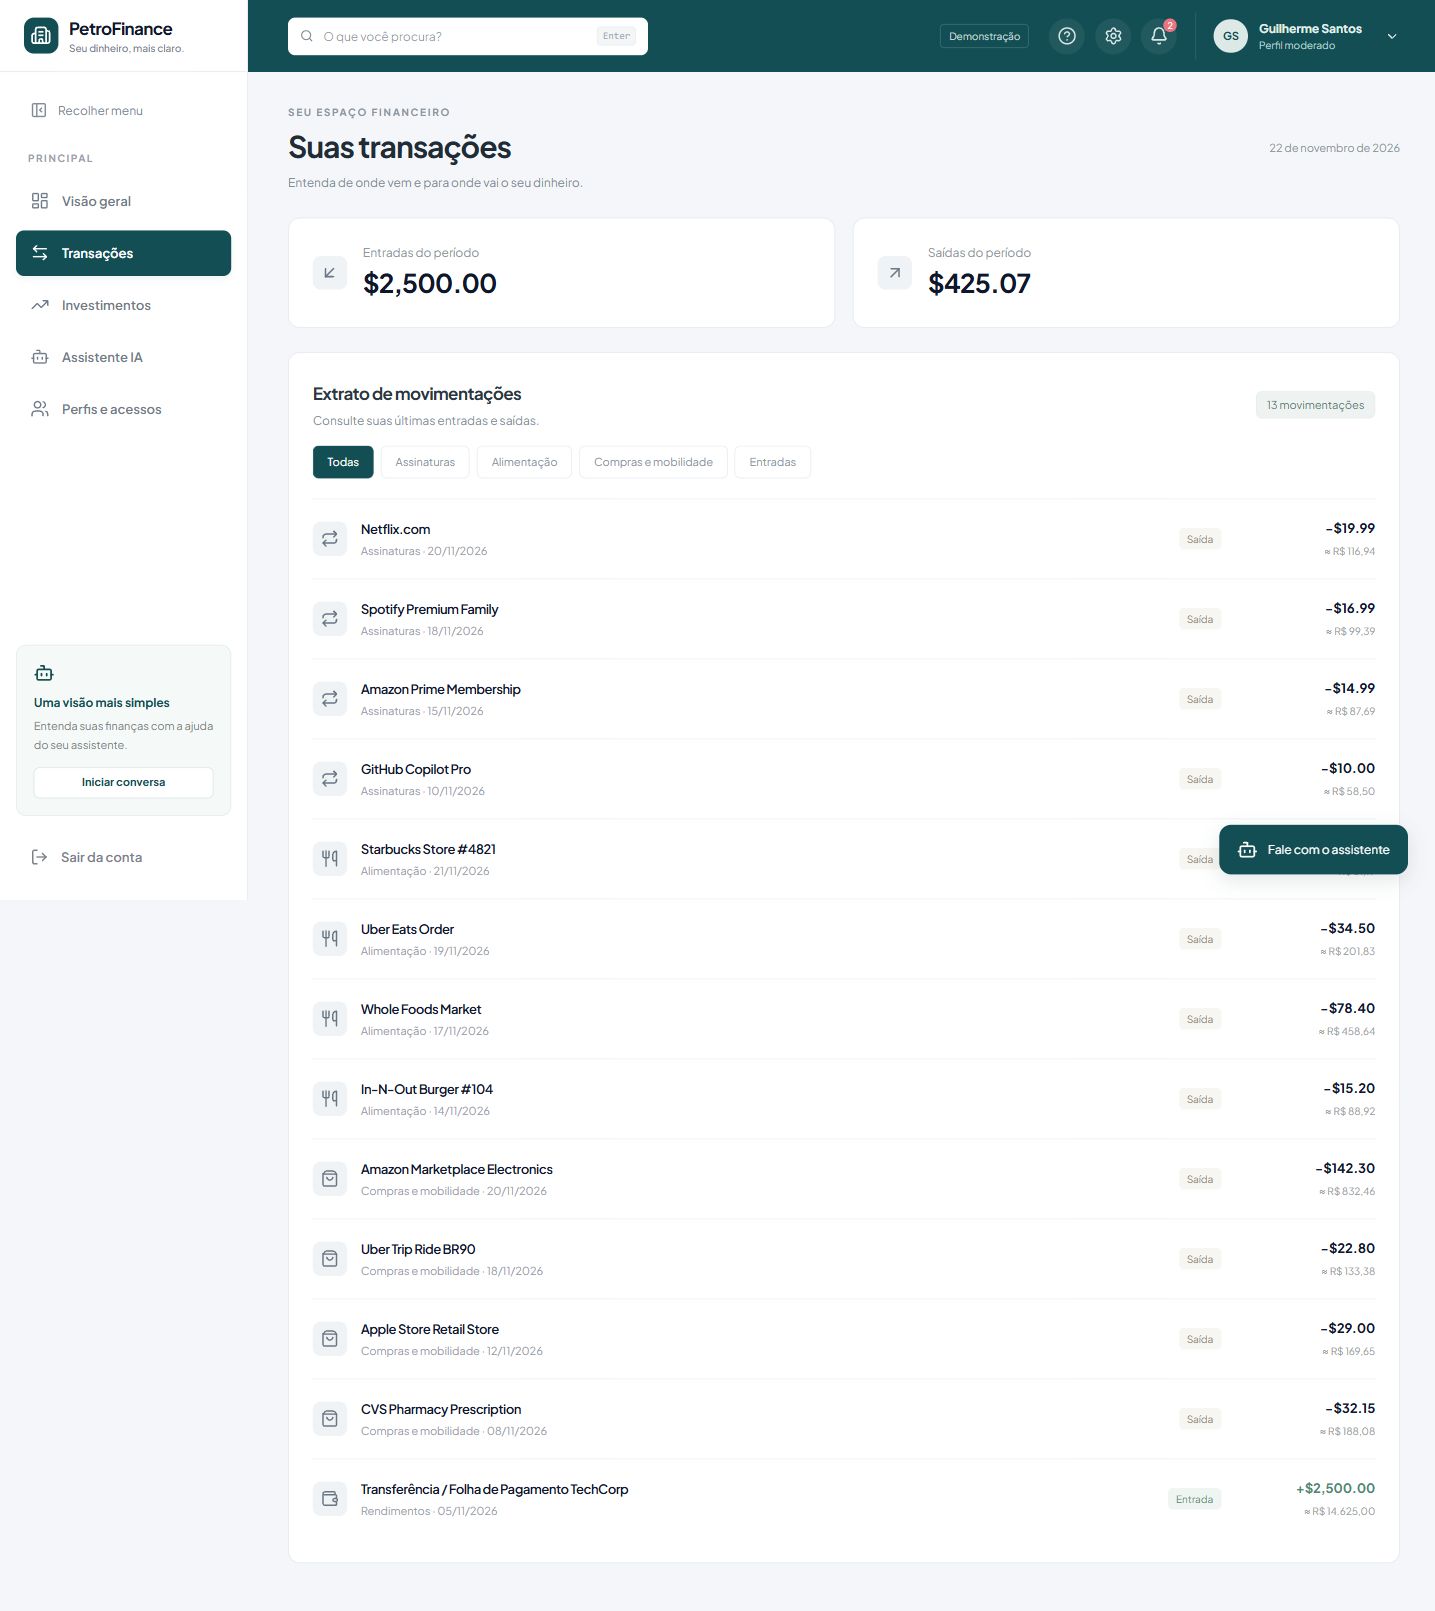 PetroFinance
Seu dinheiro, mais claro.
O que você procura?
Enter
Demonstração
2
GS
Guilherme Santos
Perfil moderado
Recolher menu
PRINCIPAL
Visão geral
Transações
Investimentos
Assistente IA
Perfis e acessos
Uma visão mais simples
Entenda suas finanças com a ajuda
do seu assistente.
Iniciar conversa
Sair da conta
SEU ESPAÇO FINANCEIRO
Suas transações
22 de novembro de 2026
Entenda de onde vem e para onde vai o seu dinheiro.
Entradas do período
$2,500.00
Saídas do período
$425.07
Extrato de movimentações
Consulte suas últimas entradas e saídas.
13 movimentações
Todas
Assinaturas
Alimentação
Compras e mobilidade
Entradas
Netflix.com
Assinaturas · 20/11/2026
Saída
-$19.99
≈ R$ 116,94
Spotify Premium Family
Assinaturas · 18/11/2026
Saída
-$16.99
≈ R$ 99,39
Amazon Prime Membership
Assinaturas · 15/11/2026
Saída
-$14.99
≈ R$ 87,69
GitHub Copilot Pro
Assinaturas · 10/11/2026
Saída
-$10.00
≈ R$ 58,50
Starbucks Store #4821
Alimentação · 21/11/2026
Saída
Fale com o assistente
Uber Eats Order
Alimentação · 19/11/2026
Saída
-$34.50
≈ R$ 201,83
Whole Foods Market
Alimentação · 17/11/2026
Saída
-$78.40
≈ R$ 458,64
In-N-Out Burger #104
Alimentação · 14/11/2026
Saída
-$15.20
≈ R$ 88,92
Amazon Marketplace Electronics
Compras e mobilidade · 20/11/2026
Saída
-$142.30
≈ R$ 832,46
Uber Trip Ride BR90
Compras e mobilidade · 18/11/2026
Saída
-$22.80
≈ R$ 133,38
Apple Store Retail Store
Compras e mobilidade · 12/11/2026
Saída
-$29.00
≈ R$ 169,65
CVS Pharmacy Prescription
Compras e mobilidade · 08/11/2026
Saída
-$32.15
≈ R$ 188,08
Transferência / Folha de Pagamento TechCorp
Rendimentos · 05/11/2026
Entrada
+$2,500.00
≈ R$ 14.625,00